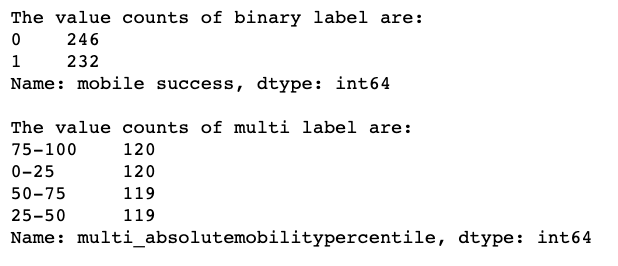 The value counts of binary label are:
0    246
1    232
Name: mobile success, dtype: int64
The value counts of multi label are:
75-100    120
0-25      120
50-75     119
25-50     119
Name: multi_absolutemobilitypercentile, dtype: int64